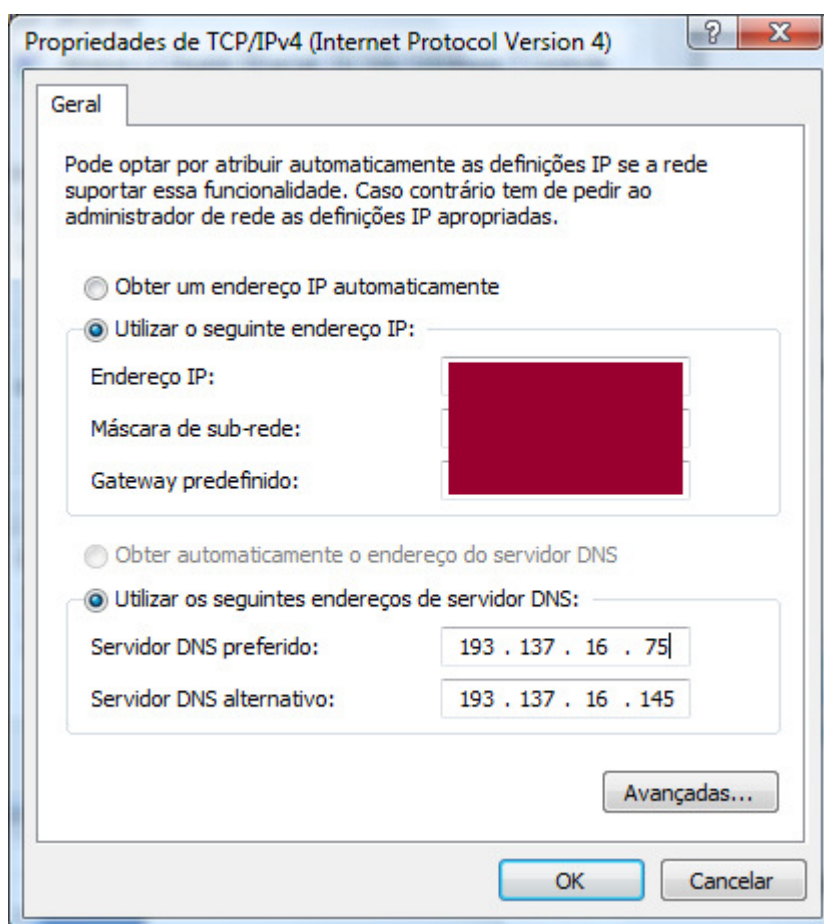 Propriedades de TCP/IPv4 (Internet Protocol Version 4)
?
X
Geral
Pode optar por atribuir automaticamente as definições IP se a rede
suportar essa funcionalidade. Caso contrário tem de pedir ao
administrador de rede as definições IP apropriadas.
Obter um endereço IP automaticamente
Utilizar o seguinte endereço IP:
Endereço IP:
Máscara de sub-rede:
Gateway predefinido:
Obter automaticamente o endereço do servidor DNS
Utilizar os seguintes endereços de servidor DNS:
Servidor DNS preferido: 193 . 137 . 16 . 75
Servidor DNS alternativo: 193 . 137 . 16 . 145
Avançadas...
OK Cancelar